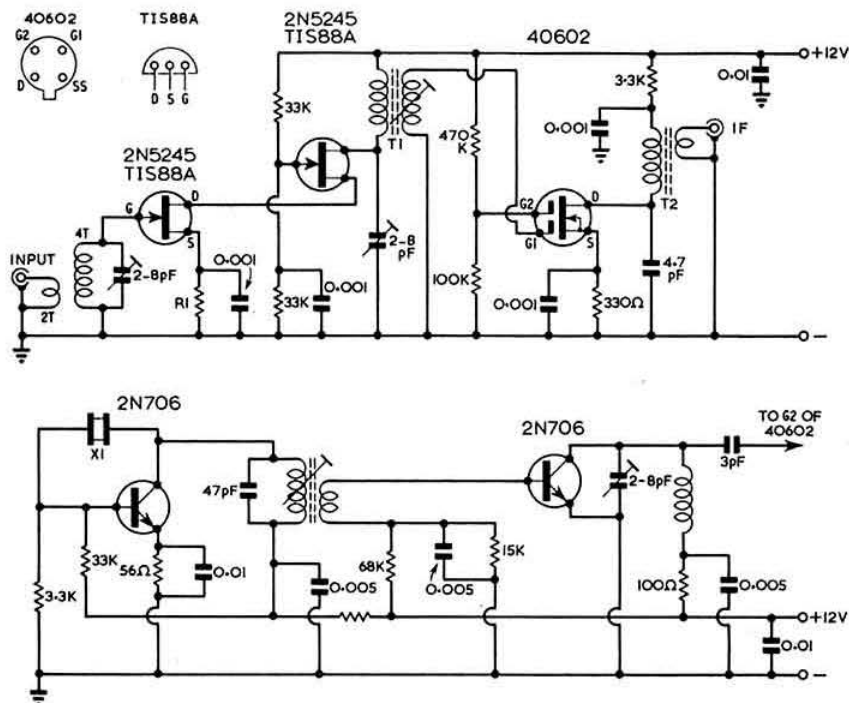 40602
G2 G1
D SS
TIS88A
D S G
2N5245
TIS88A
40602
+12V
0.01
3.3K
33K
0.001
IF
T1
470
K
T2
2N5245
TIS88A
G D
S
G2 D
G1 S
INPUT
4T
2-8pF
2T
0.001
R1
33K
0.001
2-8
pF
100K
0.001
330Ω
4.7
pF
−
2N706
X1
2N706
TO G2 OF
40602
3pF
47pF
2-8pF
33K
56Ω
0.01
3.3K
0.005
68K
0.005
15K
100Ω
0.005
+12V
0.01
−